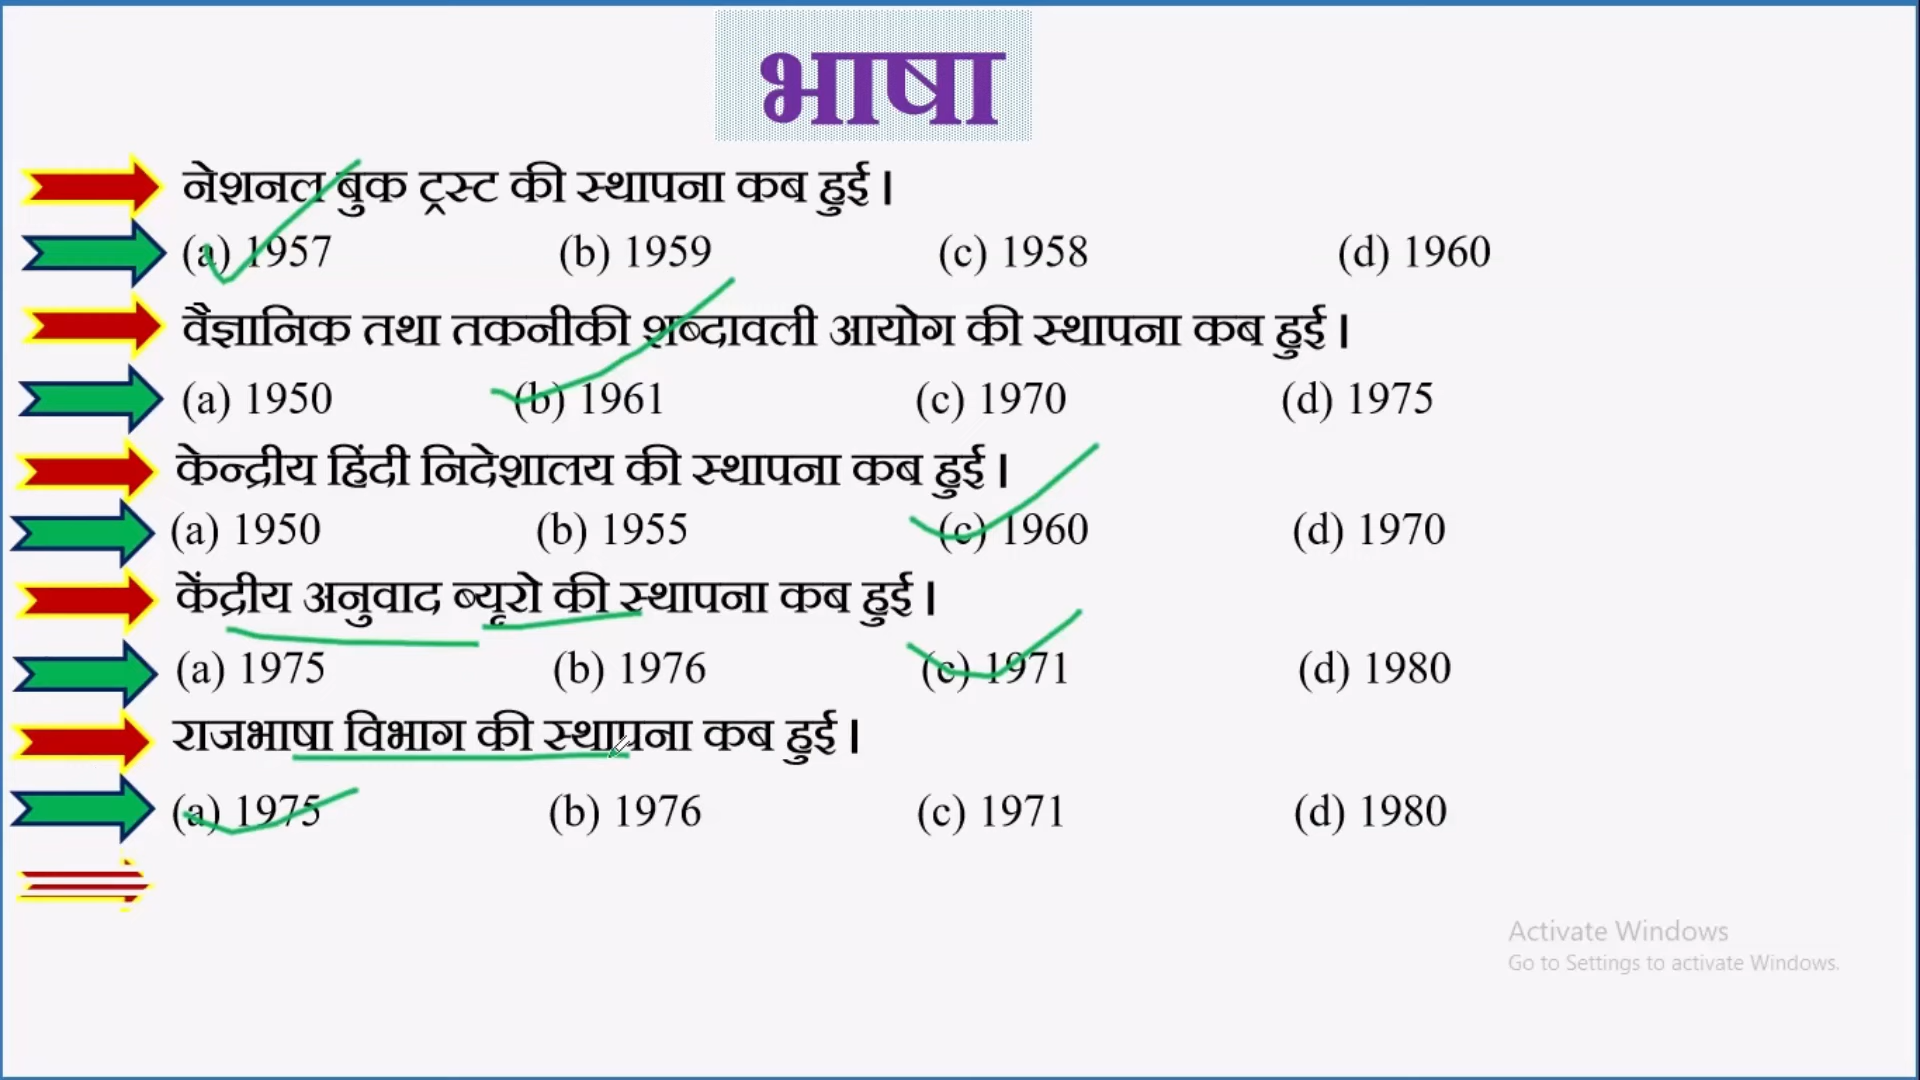 भाषा
नेशनल बुक ट्रस्ट की स्थापना कब हुई ।
(a) 1957 (b) 1959 (c) 1958 (d) 1960
वैज्ञानिक तथा तकनीकी शब्दावली आयोग की स्थापना कब हुई ।
(a) 1950 (b) 1961 (c) 1970 (d) 1975
केन्द्रीय हिंदी निदेशालय की स्थापना कब हुई ।
(a) 1950 (b) 1955 (c) 1960 (d) 1970
केंद्रीय अनुवाद ब्यूरो की स्थापना कब हुई ।
(a) 1975 (b) 1976 (c) 1971 (d) 1980
राजभाषा विभाग की स्थापना कब हुई ।
(a) 1975 (b) 1976 (c) 1971 (d) 1980
Activate Windows
Go to Settings to activate Windows.